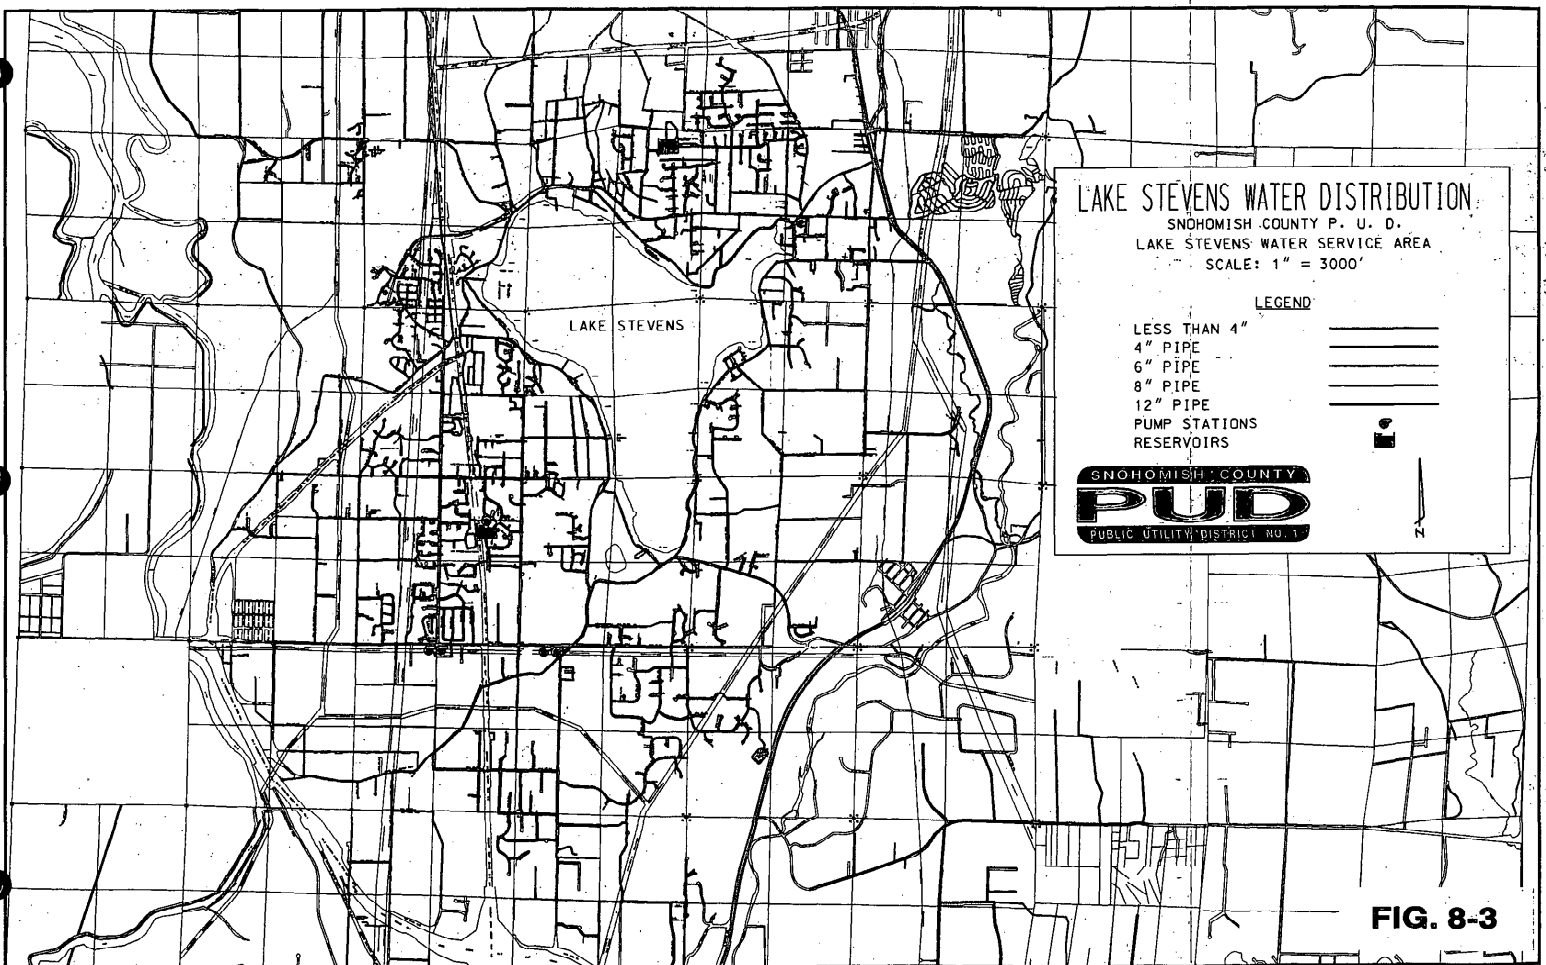 LAKE STEVENS WATER DISTRIBUTION
SNOHOMISH COUNTY P. U. D.
LAKE STEVENS WATER SERVICE AREA
SCALE: 1" = 3000'
LEGEND
LESS THAN 4"
4" PIPE
6" PIPE
8" PIPE
12" PIPE
PUMP STATIONS
RESERVOIRS
SNOHOMISH COUNTY
PUD
PUBLIC UTILITY DISTRICT NO. 1
N
LAKE STEVENS
FIG. 8-3